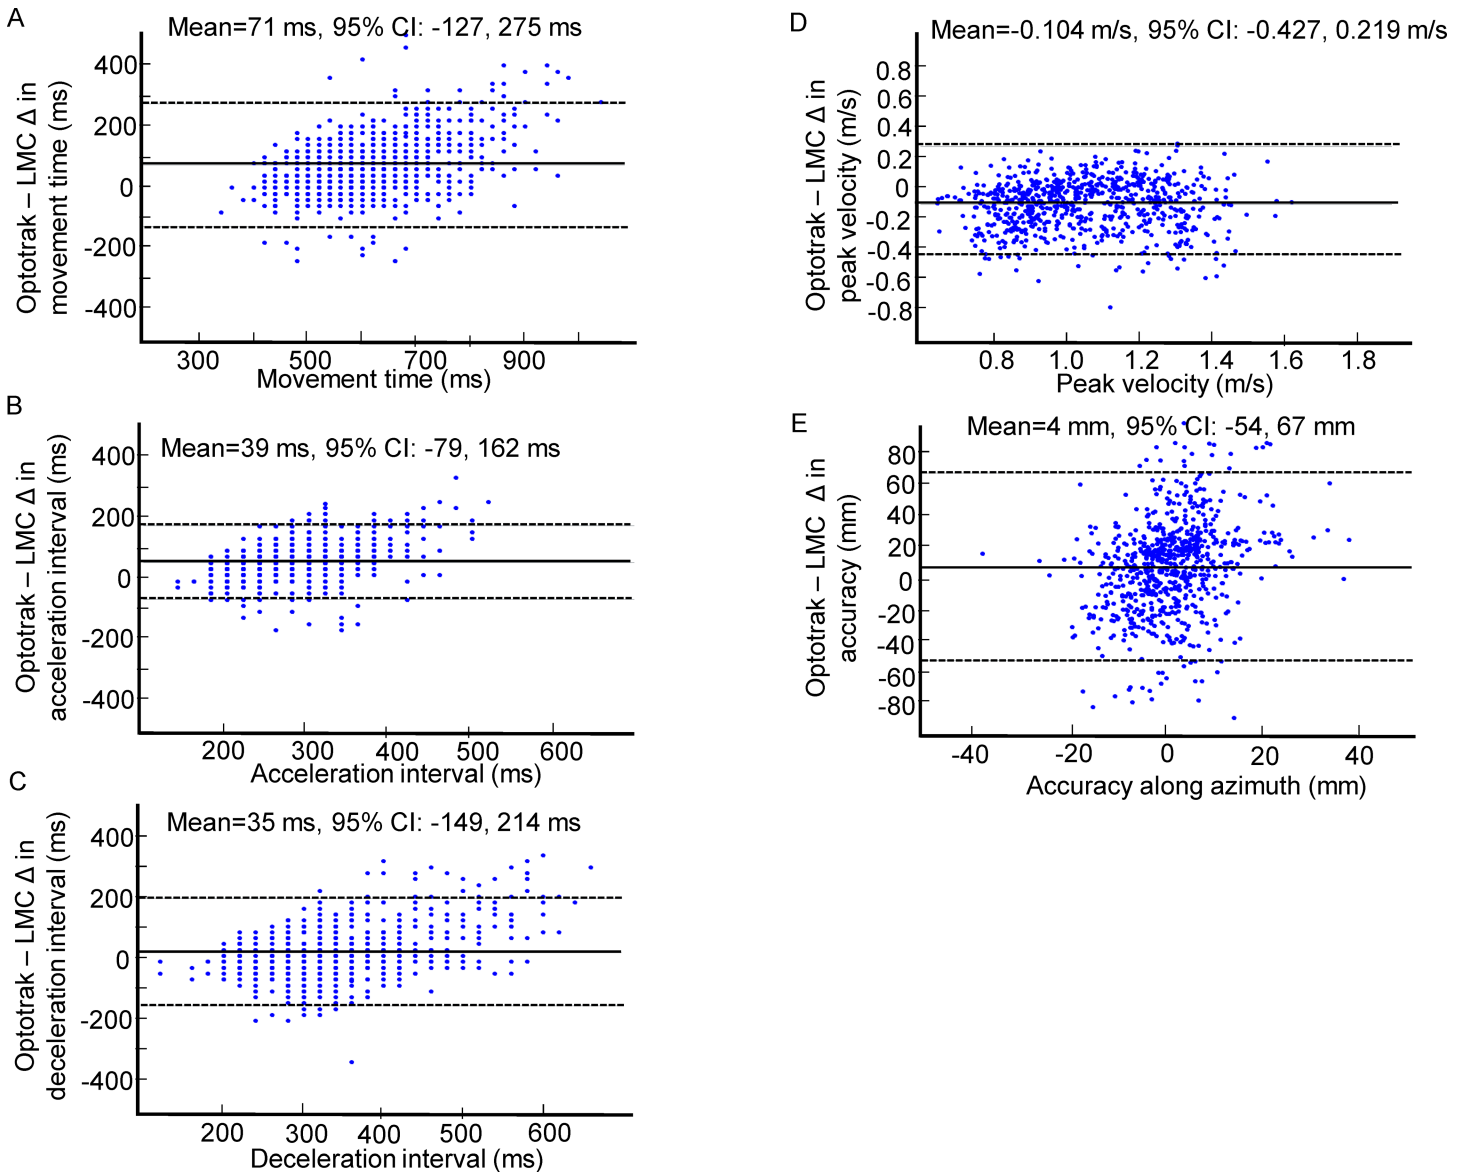 A
Mean=71 ms, 95% CI: -127, 275 ms
Optotrak – LMC Δ in
movement time (ms)
400
200
0
-200
-400
300 500 700 900
Movement time (ms)
B
Mean=39 ms, 95% CI: -79, 162 ms
Optotrak – LMC Δ in
acceleration interval (ms)
400
200
0
-200
-400
200 300 400 500 600
Acceleration interval (ms)
C
Mean=35 ms, 95% CI: -149, 214 ms
Optotrak – LMC Δ in
deceleration interval (ms)
400
200
0
-200
-400
200 300 400 500 600
Deceleration interval (ms)
D
Mean=-0.104 m/s, 95% CI: -0.427, 0.219 m/s
Optotrak – LMC Δ in
peak velocity (m/s)
0.8
0.6
0.4
0.2
0
-0.2
-0.4
-0.6
-0.8
0.8 1.0 1.2 1.4 1.6 1.8
Peak velocity (m/s)
E
Mean=4 mm, 95% CI: -54, 67 mm
Optotrak – LMC Δ in
accuracy (mm)
80
60
40
20
0
-20
-40
-60
-80
-40 -20 0 20 40
Accuracy along azimuth (mm)